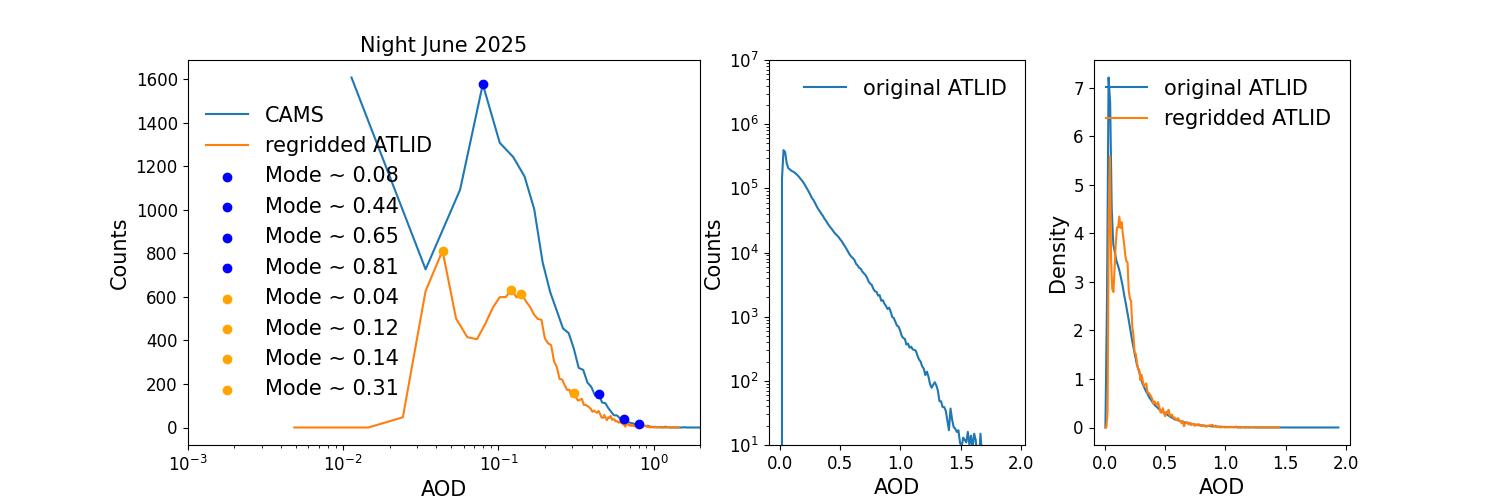 Night June 2025
1600
1400
1200
1000
800
600
400
200
0
Counts
CAMS
regridded ATLID
Mode ~ 0.08
Mode ~ 0.44
Mode ~ 0.65
Mode ~ 0.81
Mode ~ 0.04
Mode ~ 0.12
Mode ~ 0.14
Mode ~ 0.31
10⁻³ 10⁻² 10⁻¹ 10⁰
AOD
10⁷
10⁶
10⁵
10⁴
10³
10²
10¹
Counts
original ATLID
0.0 0.5 1.0 1.5 2.0
AOD
7
6
5
4
3
2
1
0
Density
original ATLID
regridded ATLID
0.0 0.5 1.0 1.5 2.0
AOD